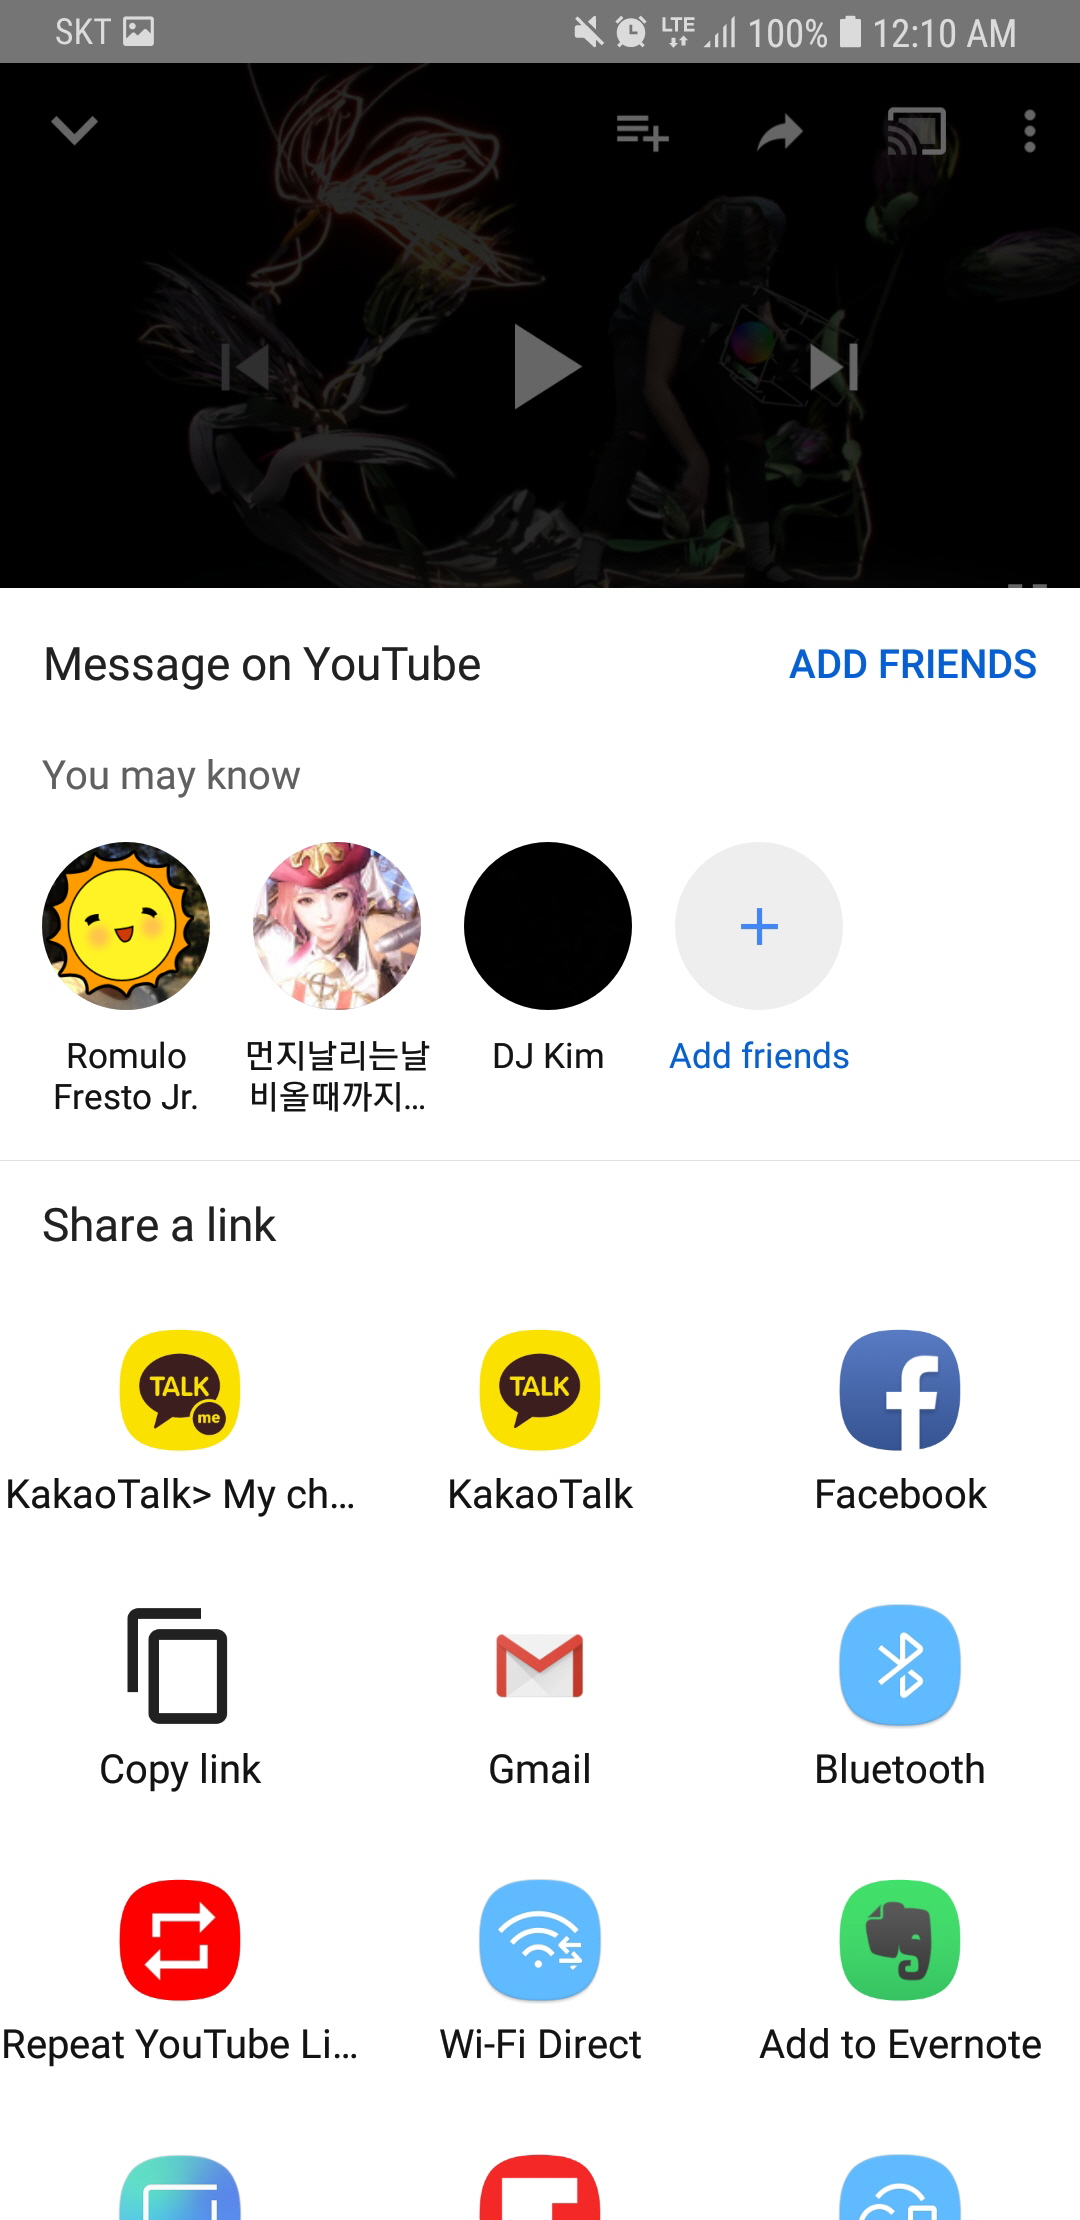 SKT LTE 100% 12:10 AM
Message on YouTube ADD FRIENDS
You may know
Romulo
Fresto Jr.
먼지날리는날
비올때까지...
DJ Kim
Add friends
Share a link
TALK
me
KakaoTalk> My ch...
TALK
KakaoTalk
Facebook
Copy link
Gmail
Bluetooth
Repeat YouTube Li...
Wi-Fi Direct
Add to Evernote